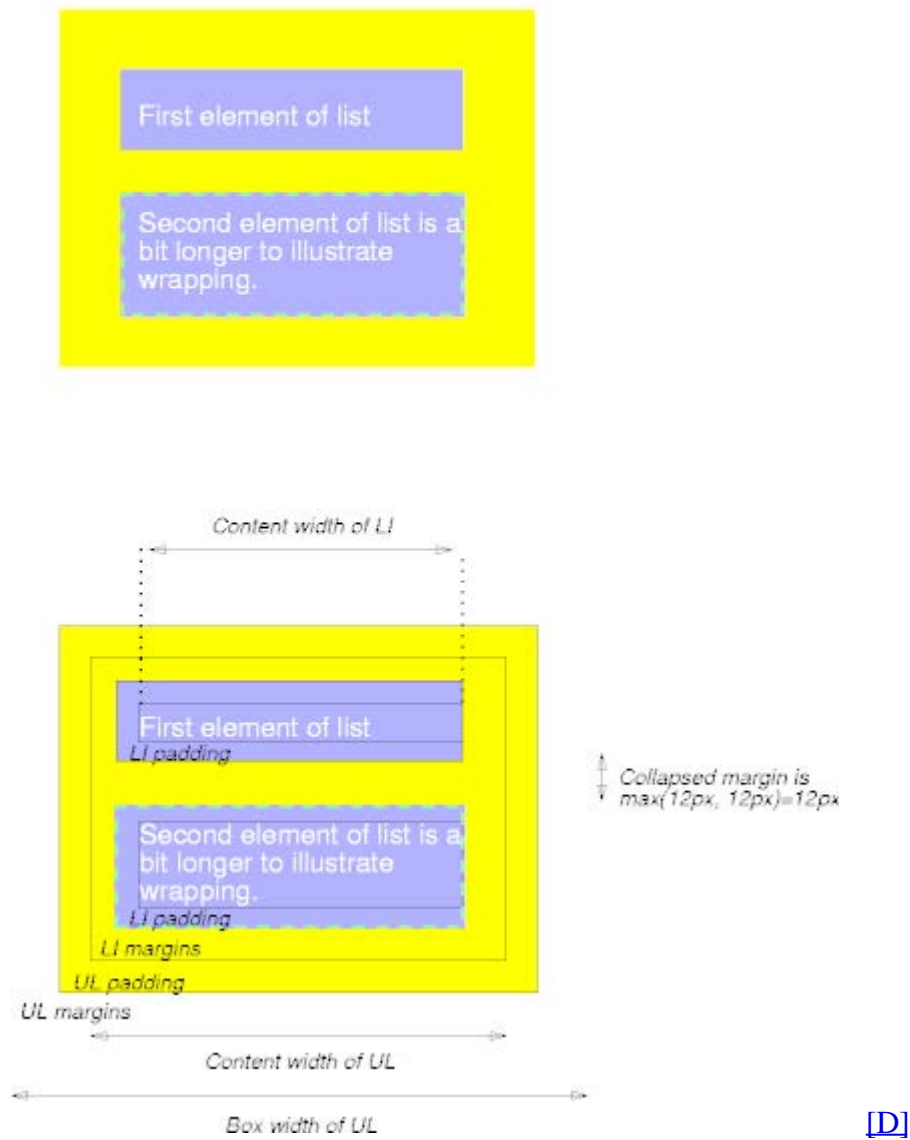 First element of list
Second element of list is a
bit longer to illustrate
wrapping.
Content width of LI
First element of list
LI padding
Collapsed margin is
max(12px, 12px)=12px
Second element of list is a
bit longer to illustrate
wrapping.
LI padding
LI margins
UL padding
UL margins
Content width of UL
Box width of UL
[D]